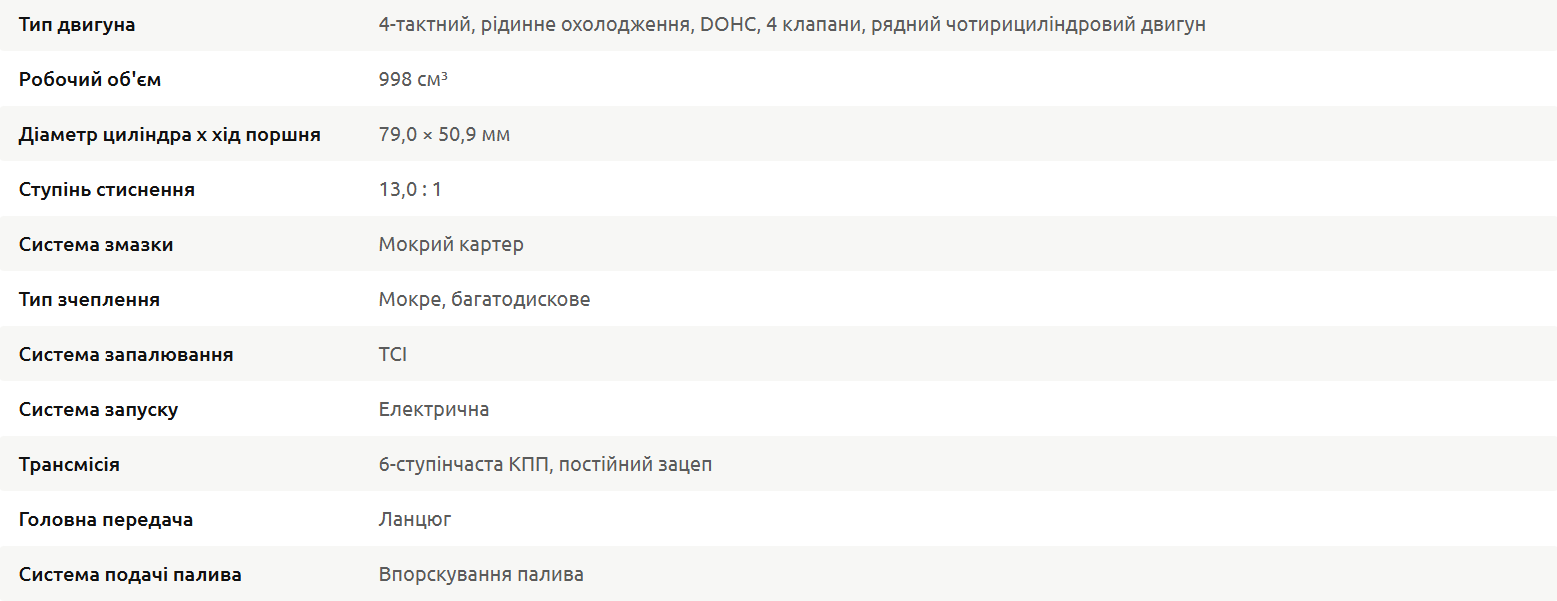 Тип двигуна 4-тактний, рідинне охолодження, DOHC, 4 клапани, рядний чотирициліндровий двигун
Робочий об'єм 998 см³
Діаметр циліндра х хід поршня 79,0 × 50,9 мм
Ступінь стиснення 13,0 : 1
Система змазки Мокрий картер
Тип зчеплення Мокре, багатодискове
Система запалювання TCI
Система запуску Електрична
Трансмісія 6-ступінчаста КПП, постійний зацеп
Головна передача Ланцюг
Система подачі палива Впорскування палива